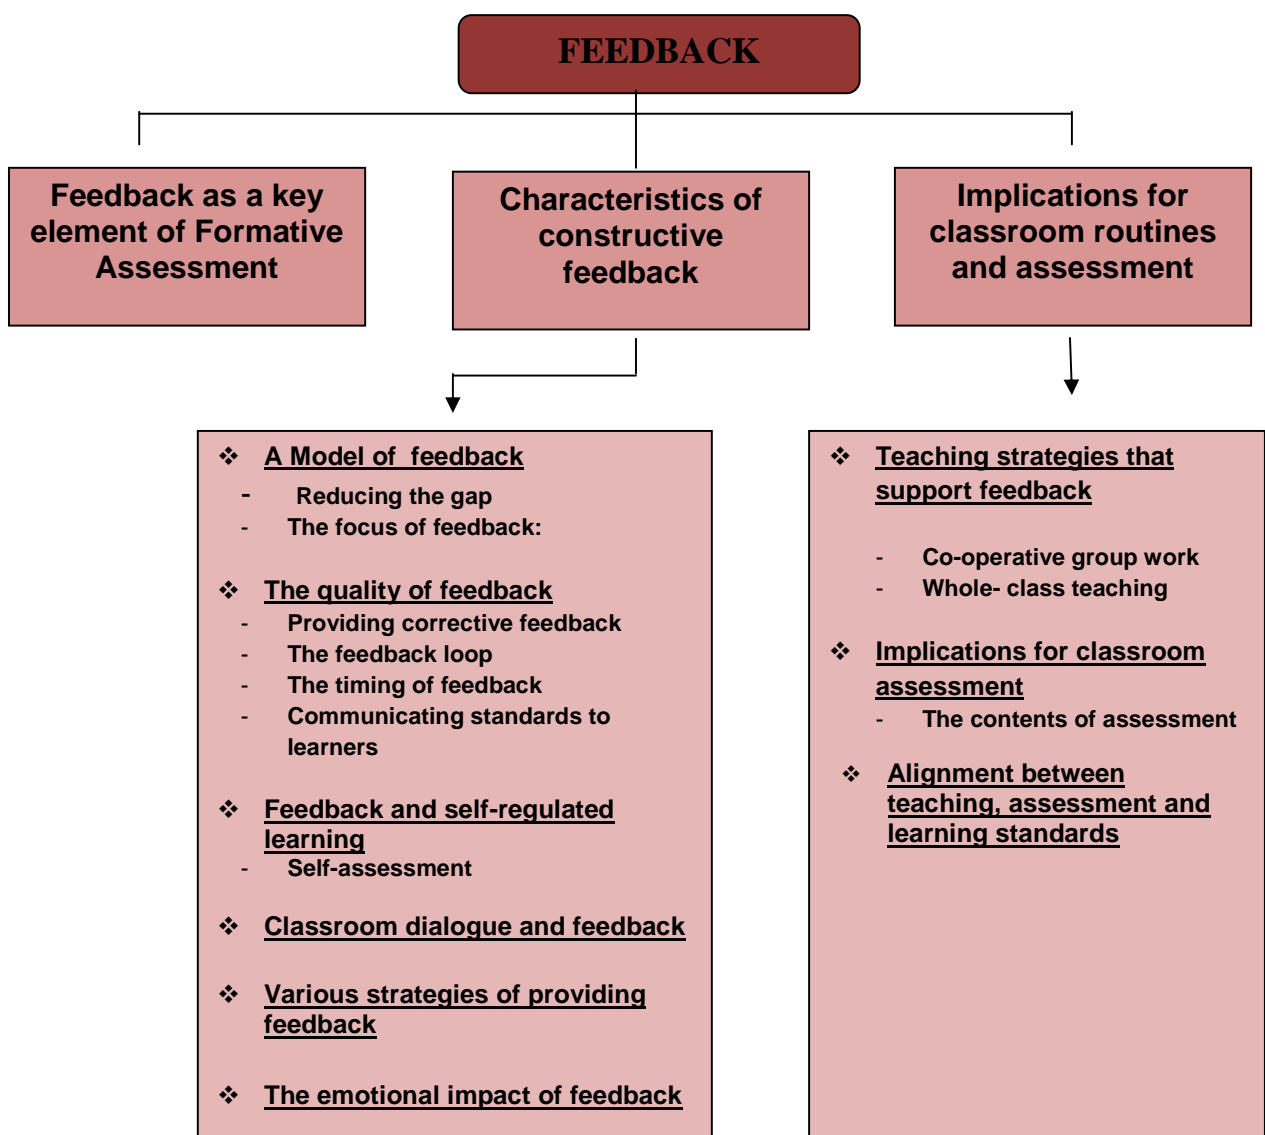 FEEDBACK
Feedback as a key
element of Formative
Assessment
Characteristics of
constructive
feedback
Implications for
classroom routines
and assessment
❖ A Model of  feedback
- Reducing the gap
- The focus of feedback:
❖ The quality of feedback
- Providing corrective feedback
- The feedback loop
- The timing of feedback
- Communicating standards to
learners
❖ Feedback and self-regulated
learning
- Self-assessment
❖ Classroom dialogue and feedback
❖ Various strategies of providing
feedback
❖ The emotional impact of feedback
❖ Teaching strategies that
support feedback
- Co-operative group work
- Whole- class teaching
❖ Implications for classroom
assessment
- The contents of assessment
❖ Alignment between
teaching, assessment and
learning standards